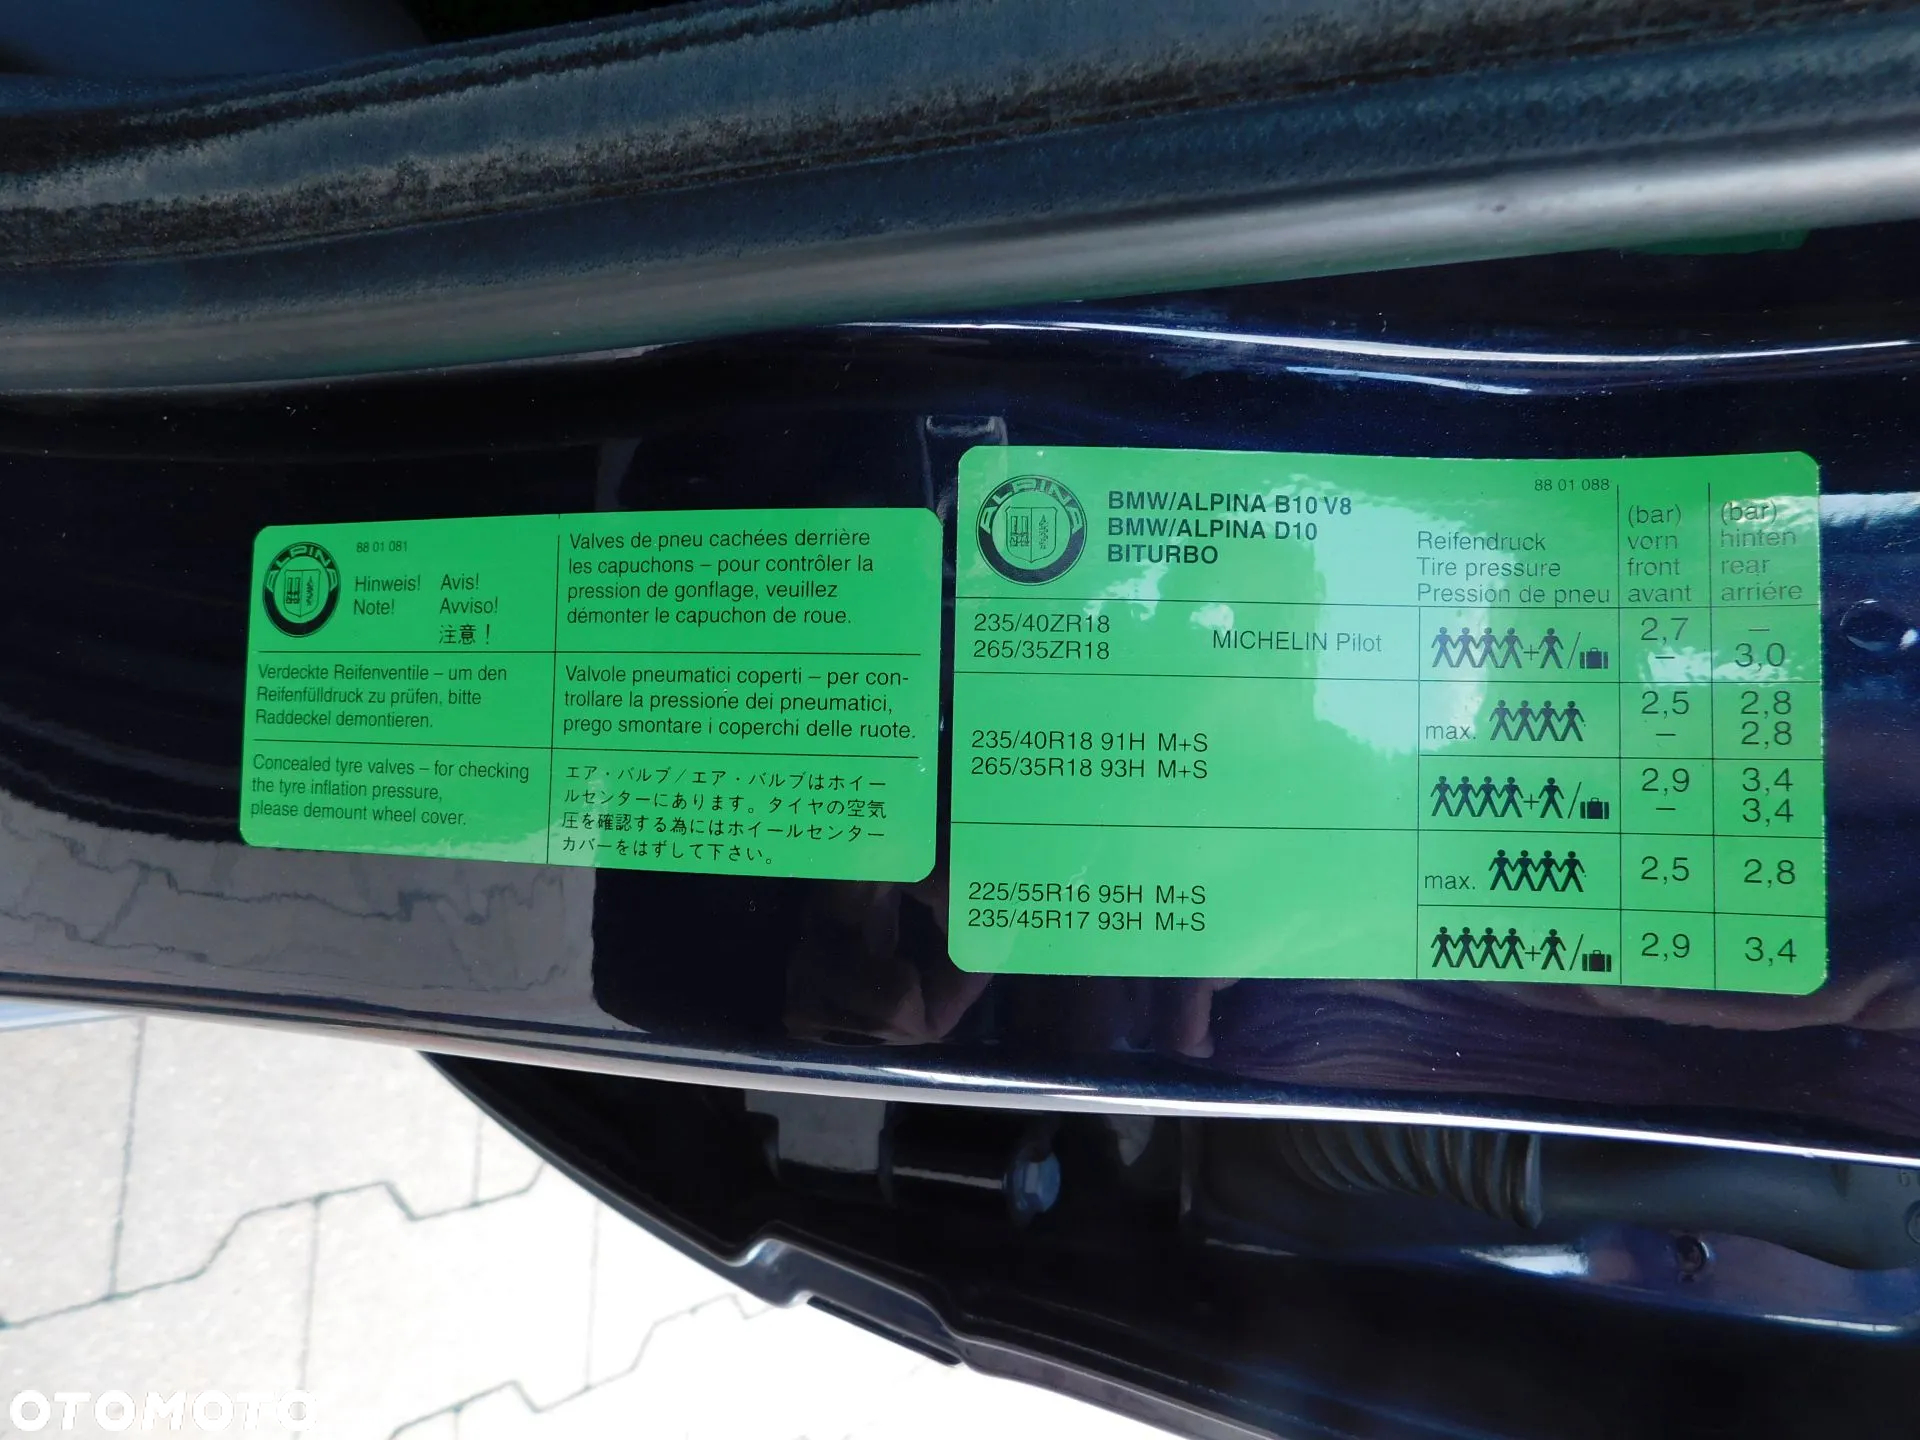 ALPINA
88 01 081
Hinweis! Avis!
Note! Avviso!
注意！
Verdeckte Reifenventile – um den
Reifenfülldruck zu prüfen, bitte
Raddeckel demontieren.
Concealed tyre valves – for checking
the tyre inflation pressure,
please demount wheel cover.
Valves de pneu cachées derrière
les capuchons – pour contrôler la
pression de gonflage, veuillez
démonter le capuchon de roue.
Valvole pneumatici coperti – per con-
trollare la pressione dei pneumatici,
prego smontare i coperchi delle ruote.
エア・バルブ/エア・バルブはホイー
ルセンターにあります。タイヤの空気
圧を確認する為にはホイールセンター
カバーをはずして下さい。
ALPINA
BMW/ALPINA B10 V8
BMW/ALPINA D10
BITURBO
88 01 088
Reifendruck
Tire pressure
Pression de pneu
(bar)
vorn
front
avant
(bar)
hinten
rear
arriére
235/40ZR18
265/35ZR18
MICHELIN Pilot
+ /
2,7 –
– 3,0
235/40R18 91H M+S
265/35R18 93H M+S
max.
2,5 2,8
– 2,8
+ /
2,9 3,4
– 3,4
225/55R16 95H M+S
235/45R17 93H M+S
max.
2,5 2,8
+ /
2,9 3,4
OTOMOTO